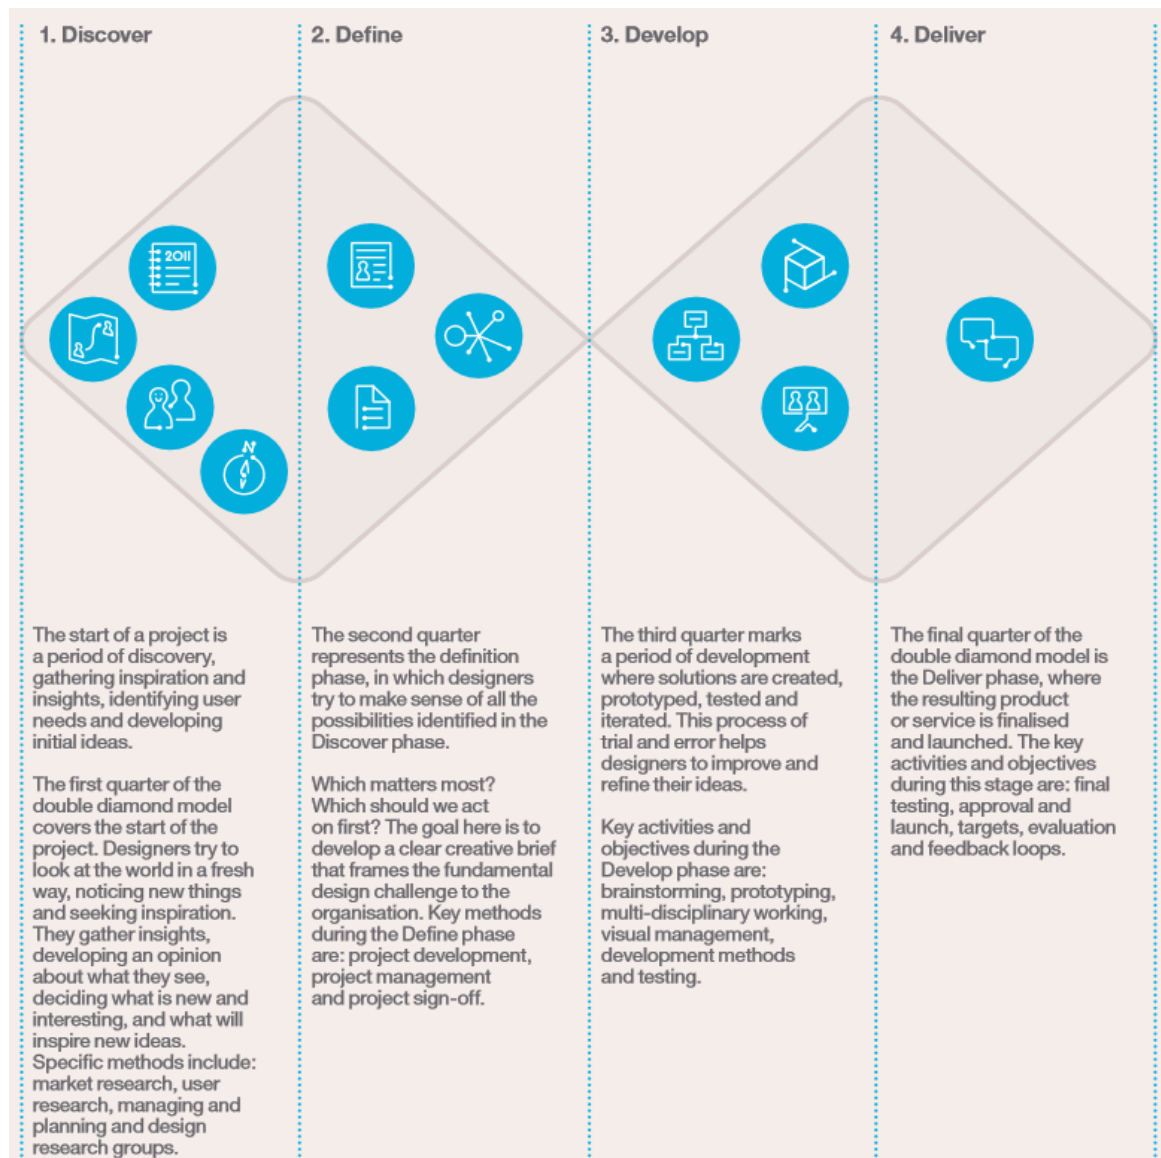 1. Discover
2. Define
3. Develop
4. Deliver
2011
N
The start of a project is
a period of discovery,
gathering inspiration and
insights, identifying user
needs and developing
initial ideas.
The first quarter of the
double diamond model
covers the start of the
project. Designers try to
look at the world in a fresh
way, noticing new things
and seeking inspiration.
They gather insights,
developing an opinion
about what they see,
deciding what is new and
interesting, and what will
inspire new ideas.
Specific methods include:
market research, user
research, managing and
planning and design
research groups.
The second quarter
represents the definition
phase, in which designers
try to make sense of all the
possibilities identified in the
Discover phase.
Which matters most?
Which should we act
on first? The goal here is to
develop a clear creative brief
that frames the fundamental
design challenge to the
organisation. Key methods
during the Define phase
are: project development,
project management
and project sign-off.
The third quarter marks
a period of development
where solutions are created,
prototyped, tested and
iterated. This process of
trial and error helps
designers to improve and
refine their ideas.
Key activities and
objectives during the
Develop phase are:
brainstorming, prototyping,
multi-disciplinary working,
visual management,
development methods
and testing.
The final quarter of the
double diamond model is
the Deliver phase, where
the resulting product
or service is finalised
and launched. The key
activities and objectives
during this stage are: final
testing, approval and
launch, targets, evaluation
and feedback loops.